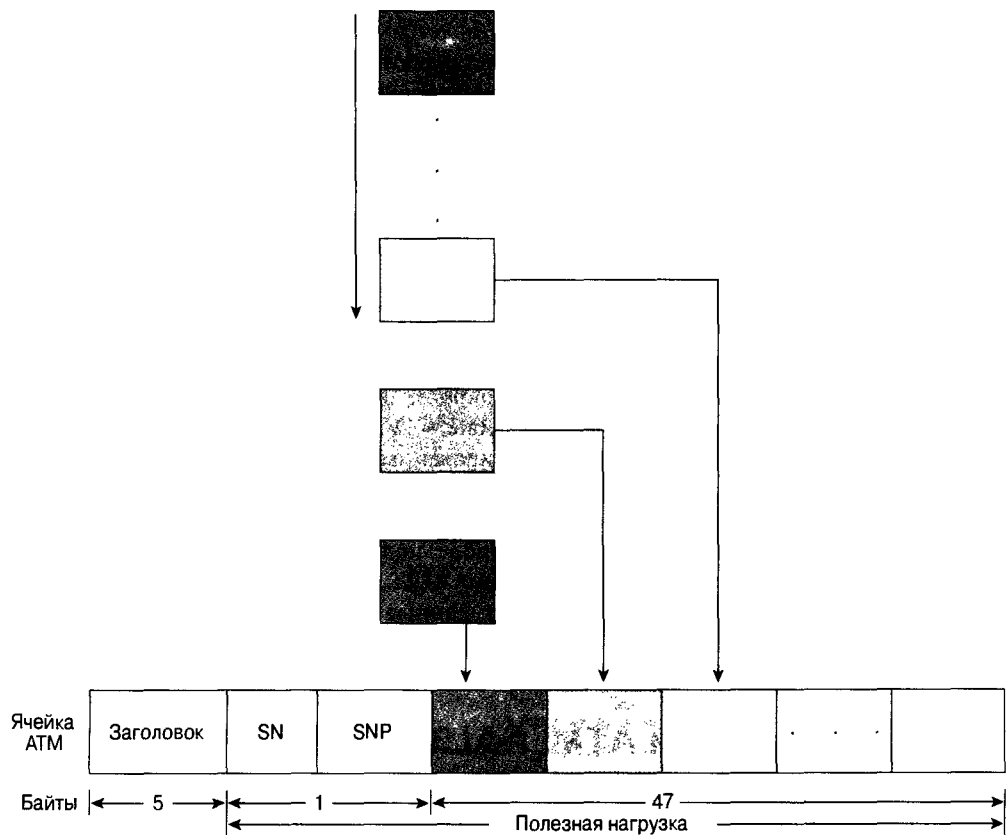 Ячейка
ATM
Заголовок
SN
SNP
. . .
Байты
5
1
47
Полезная нагрузка